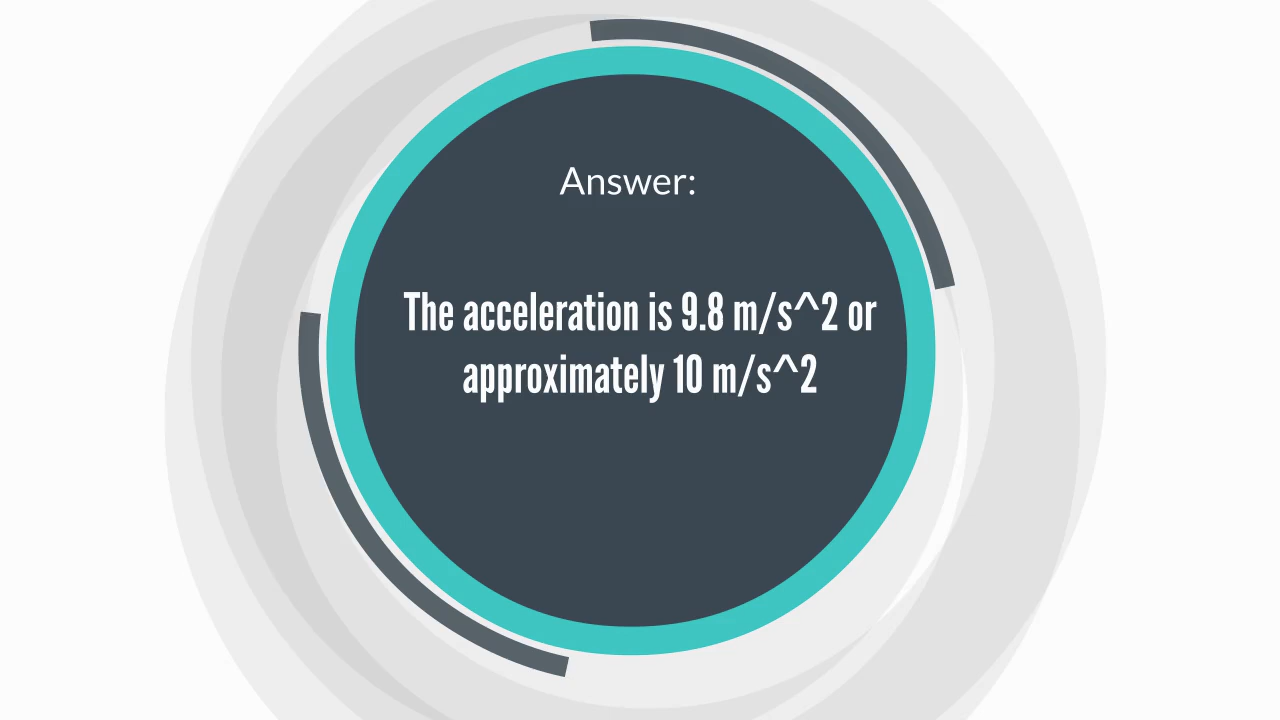 Answer:
The acceleration is 9.8 m/s^2 or
approximately 10 m/s^2